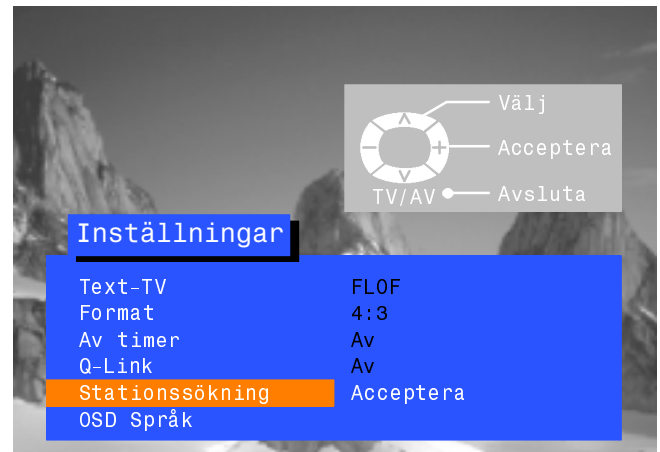 Välj
Acceptera
TV/AV Avsluta
Inställningar
Text-TV FLOF
Format 4:3
Av timer Av
Q-Link Av
Stationssökning Acceptera
OSD Språk